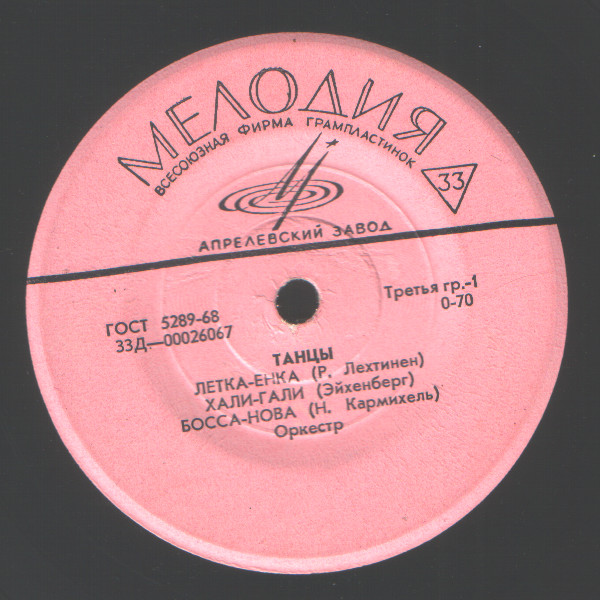 МЕЛОДИЯ
ВСЕСОЮЗНАЯ ФИРМА ГРАМПЛАСТИНОК
33
АПРЕЛЕВСКИЙ ЗАВОД
Третья гр.-1
0-70
ГОСТ 5289-68
33Д—00026067
ТАНЦЫ
ЛЕТКА-ЕНКА (Р. Лехтинен)
ХАЛИ-ГАЛИ (Эйхенберг)
БОССА-НОВА (Н. Кармихель)
Оркестр